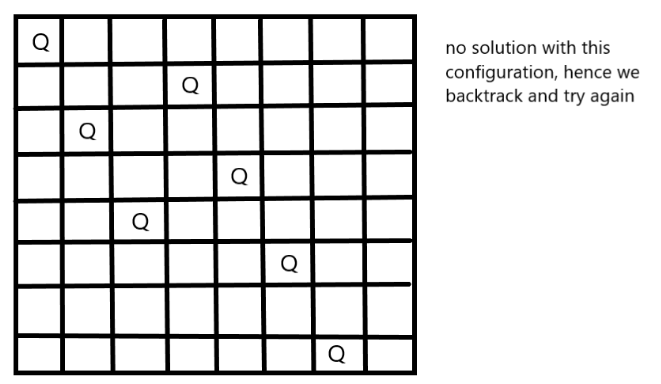 Q
Q
Q
Q
Q
Q
Q
no solution with this
configuration, hence we
backtrack and try again